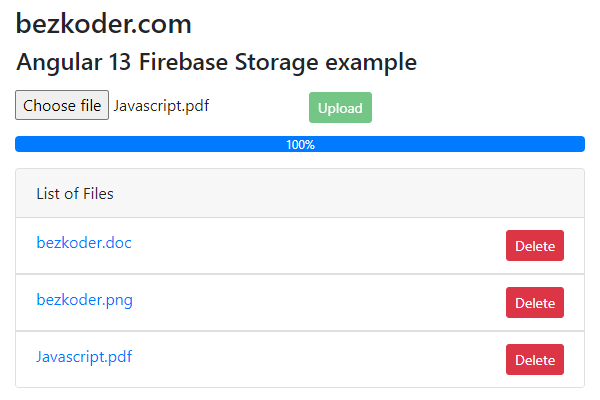 bezkoder.com
Angular 13 Firebase Storage example
Choose file Javascript.pdf Upload
100%
List of Files
bezkoder.doc Delete
bezkoder.png Delete
Javascript.pdf Delete